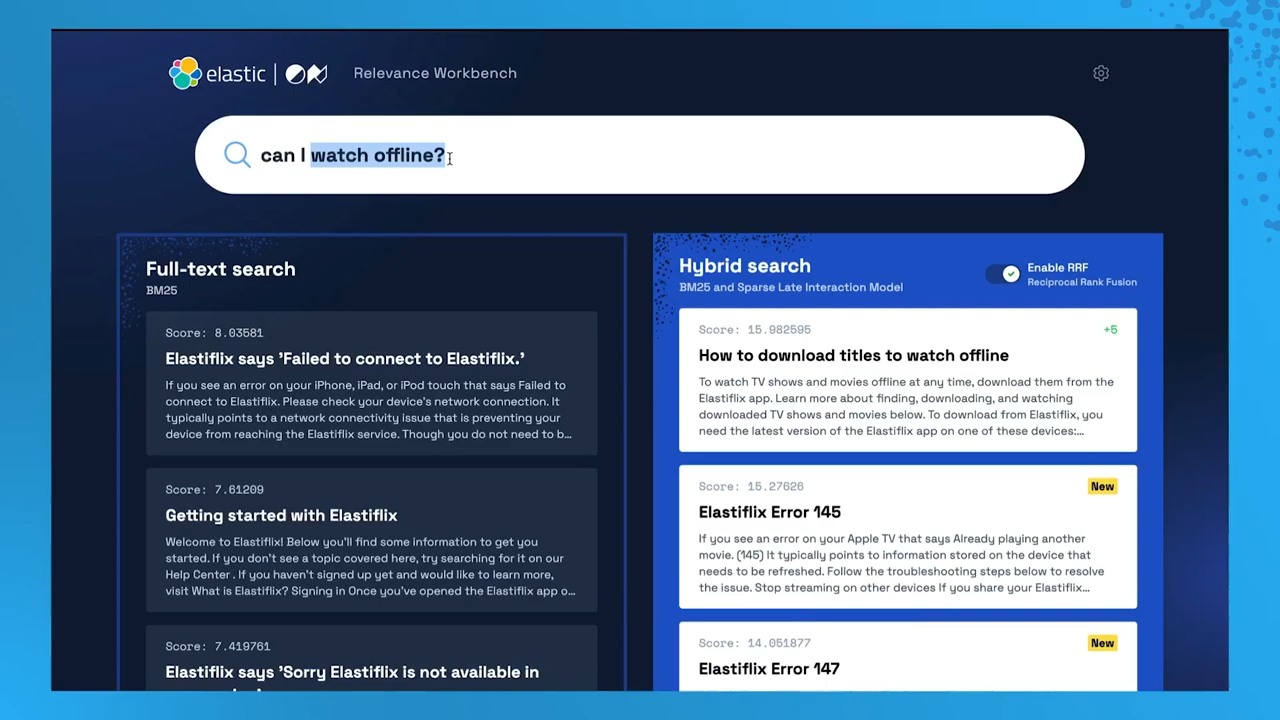 elastic
Relevance Workbench
can I watch offline?
Full-text search
BM25
Score: 8.03581
Elastiflix says 'Failed to connect to Elastiflix.'
If you see an error on your iPhone, iPad, or iPod touch that says Failed to
connect to Elastiflix. Please check your device's network connection. It
typically points to a network connectivity issue that is preventing your
device from reaching the Elastiflix service. Though you do not need to b...
Score: 7.61209
Getting started with Elastiflix
Welcome to Elastiflix! Below you'll find some information to get you
started. If you don't see a topic covered here, try searching for it on our
Help Center . If you haven't signed up yet and would like to learn more,
visit What is Elastiflix? Signing in Once you've opened the Elastiflix app o...
Score: 7.419761
Elastiflix says 'Sorry Elastiflix is not available in
Hybrid search
BM25 and Sparse Late Interaction Model
Enable RRF
Reciprocal Rank Fusion
Score: 15.982595
+5
How to download titles to watch offline
To watch TV shows and movies offline at any time, download them from the
Elastiflix app. Learn more about finding, downloading, and watching
downloaded TV shows and movies below. To download from Elastiflix, you
need the latest version of the Elastiflix app on one of these devices:...
Score: 15.27626
New
Elastiflix Error 145
If you see an error on your Apple TV that says Already playing another
movie. (145) It typically points to information stored on the device that
needs to be refreshed. Follow the troubleshooting steps below to resolve
the issue. Stop streaming on other devices If you share your Elastiflix...
Score: 14.051877
New
Elastiflix Error 147